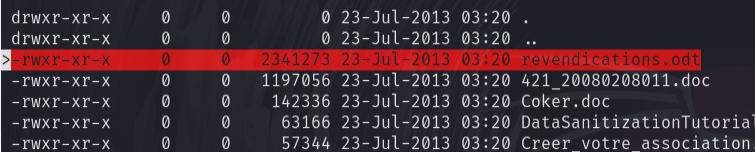 drwxr-xr-x 0 0 0 23-Jul-2013 03:20 .
drwxr-xr-x 0 0 0 23-Jul-2013 03:20 ..
>-rwxr-xr-x 0 0 2341273 23-Jul-2013 03:20 revendications.odt
-rwxr-xr-x 0 0 1197056 23-Jul-2013 03:20 421_20080208011.doc
-rwxr-xr-x 0 0 142336 23-Jul-2013 03:20 Coker.doc
-rwxr-xr-x 0 0 63166 23-Jul-2013 03:20 DataSanitizationTutorial
-rwxr-xr-x 0 0 57344 23-Jul-2013 03:20 Creer_votre_association